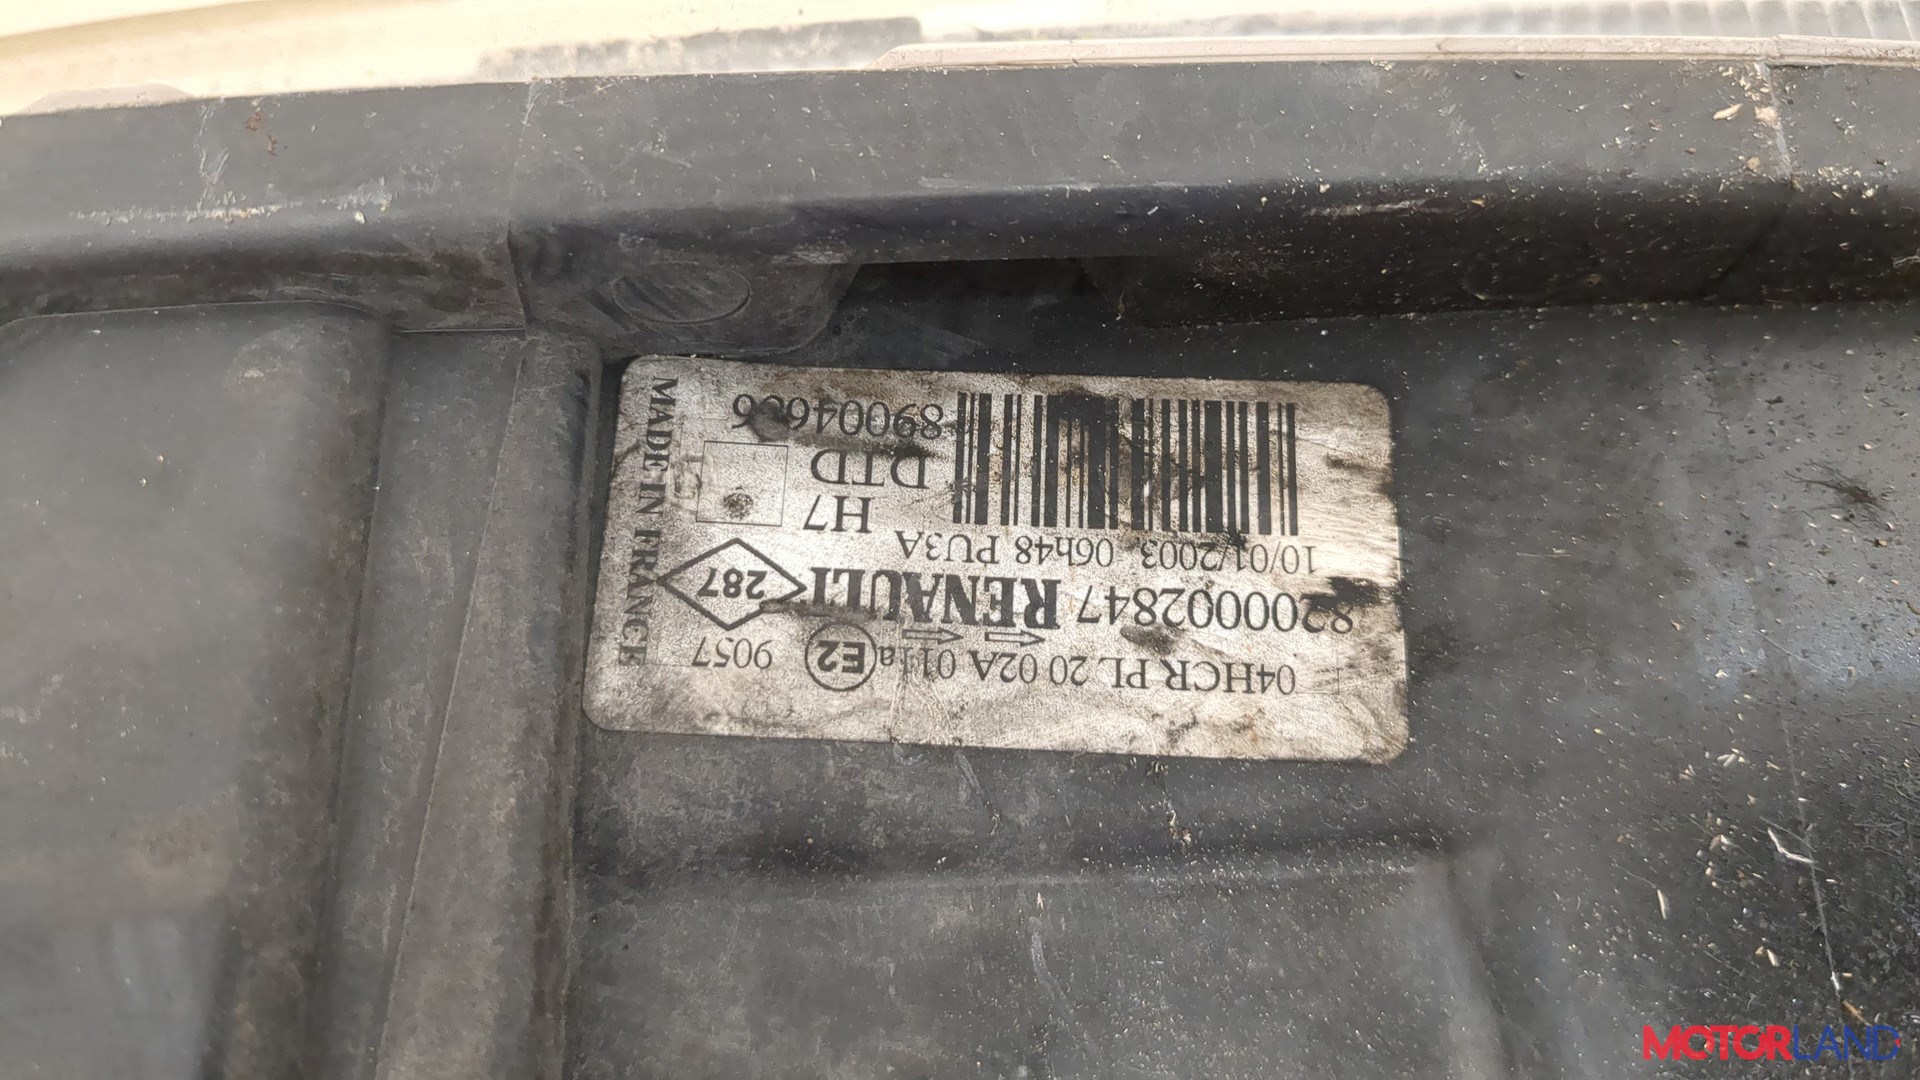 04HCR PL 20 02A 011a E2 9057
8200002847 RENAULT 287
10/01/2003 06h48 PU3A
H7
DTD
MADE IN FRANCE
MOTORLAND